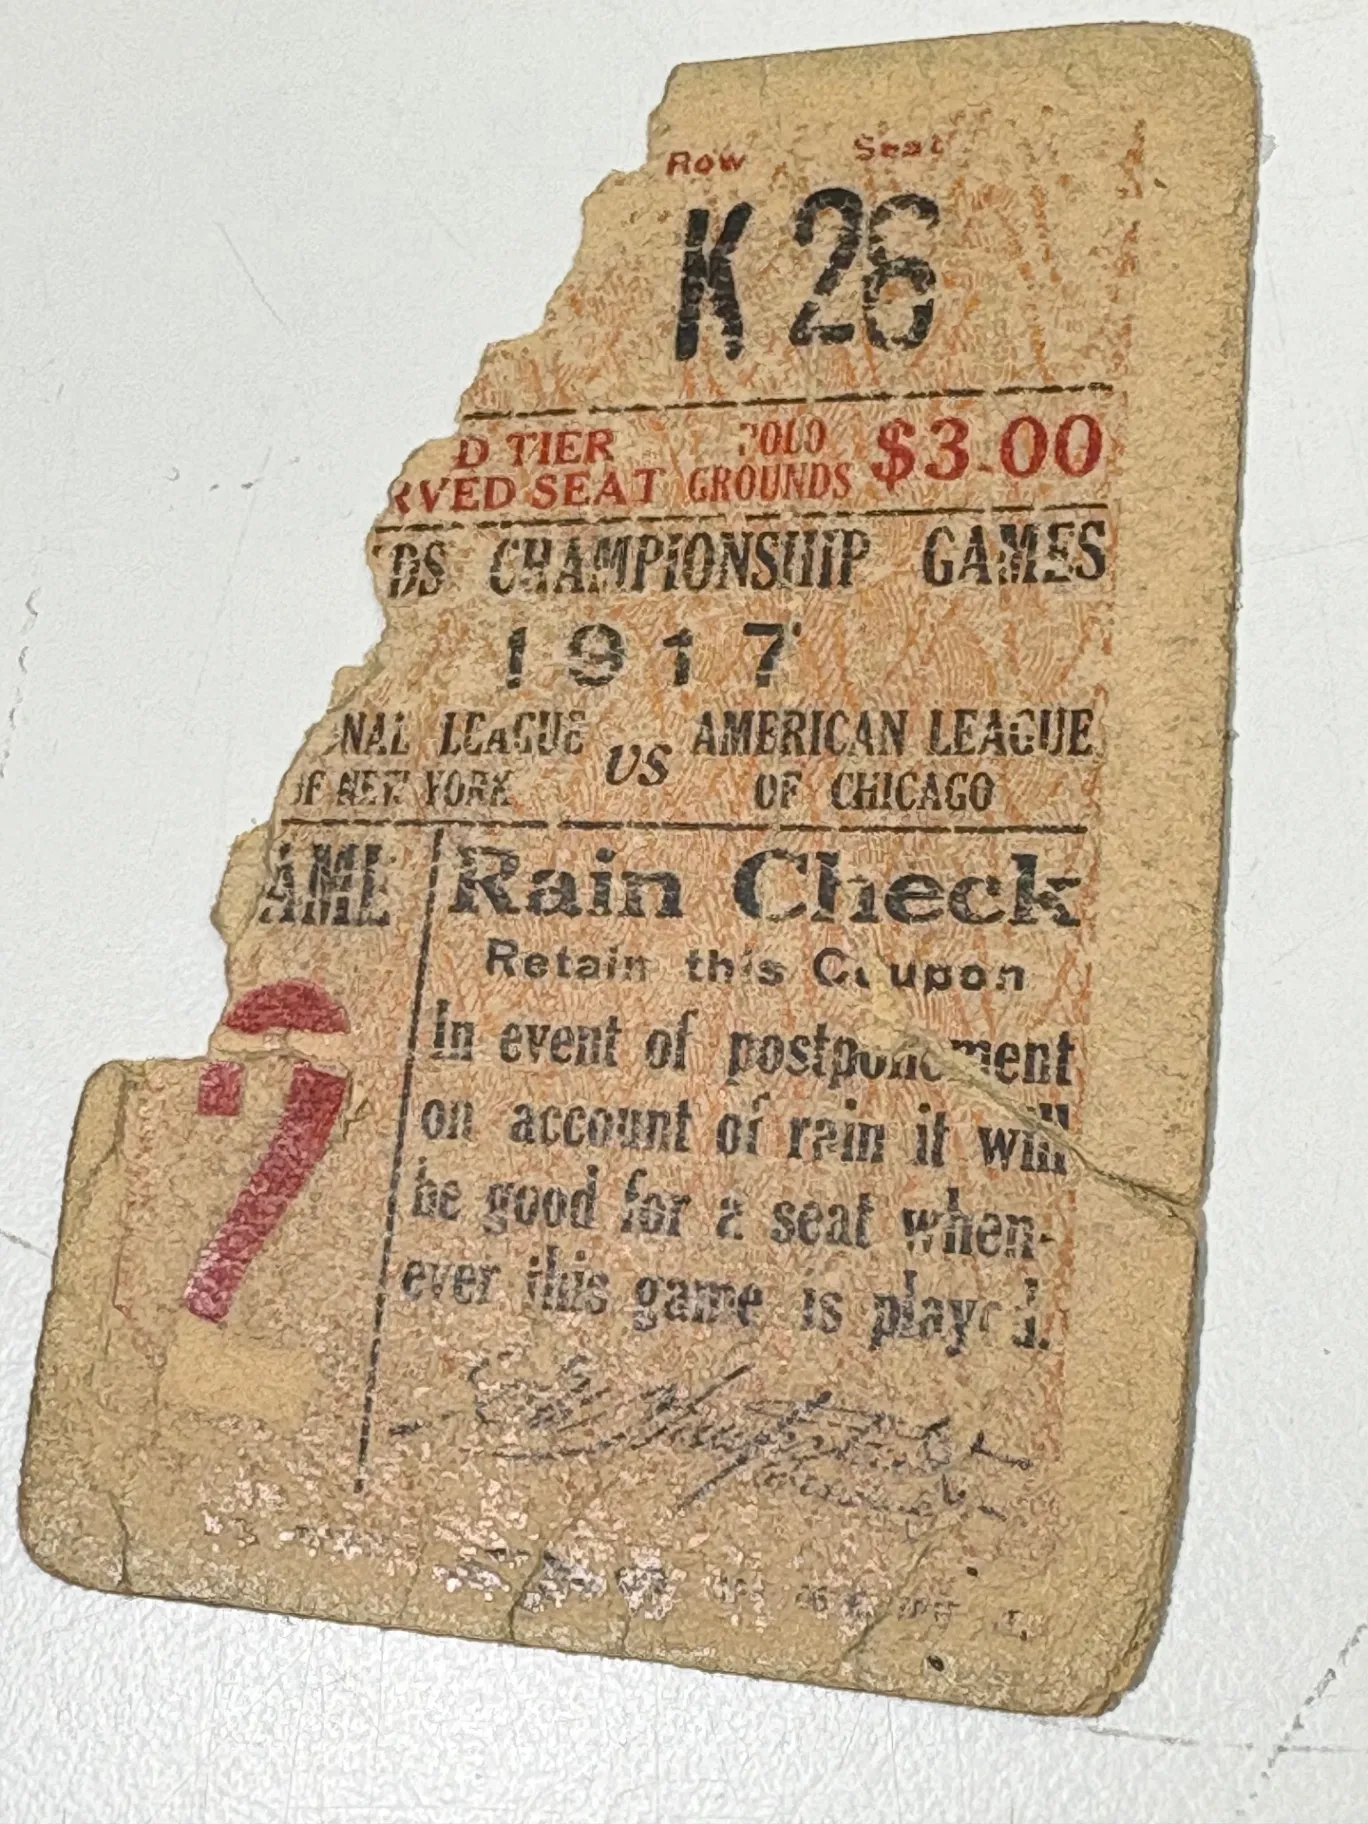 Row Seat
K 26
D TIER POLO $3.00
RVED SEAT GROUNDS
DS CHAMPIONSHIP GAMES
1917
NAL LEAGUE vs AMERICAN LEAGUE
OF NEW YORK OF CHICAGO
AME Rain Check
Retain this Coupon
In event of postponement
on account of rain it will
be good for a seat when-
ever this game is played.
2